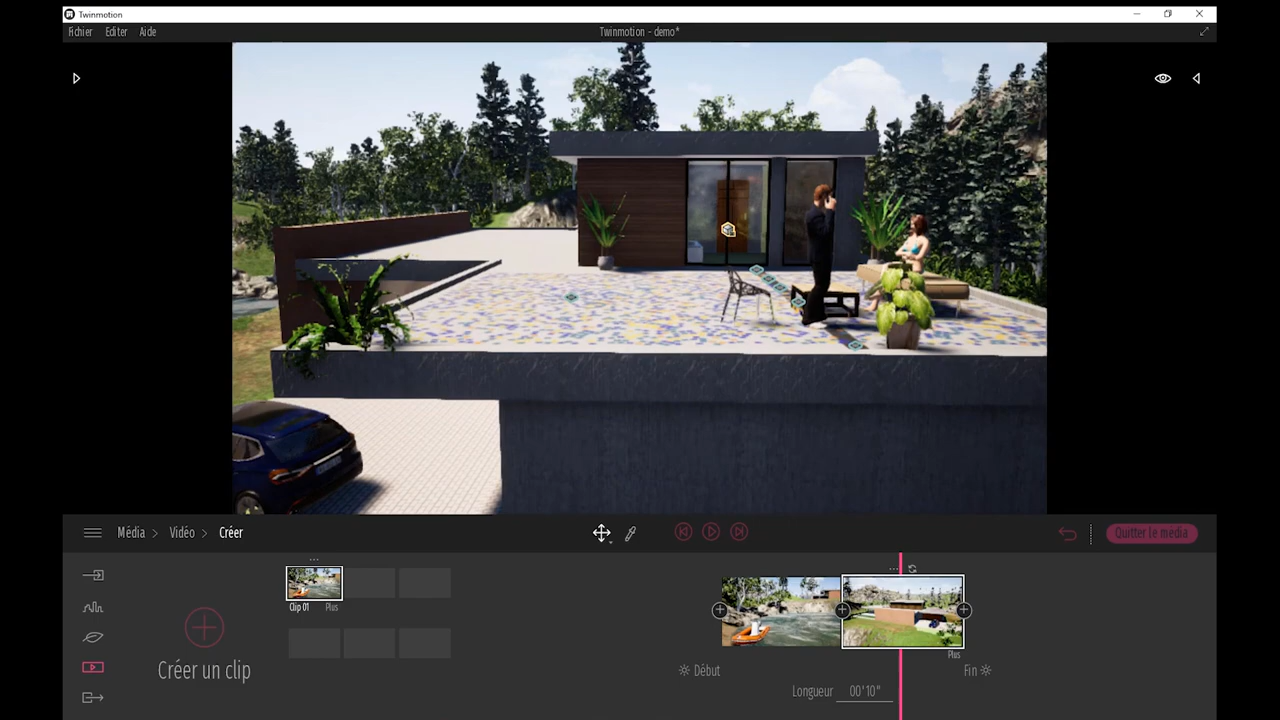 Twinmotion
Fichier Editer Aide
Twinmotion - demo*
Média > Vidéo > Créer
Quitter le média
Créer un clip
Clip 01 Plus
Plus
Début
Fin
Longueur 00'10"